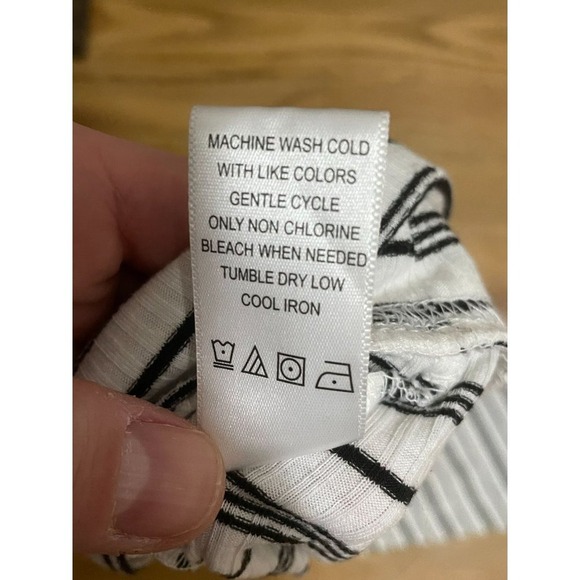 MACHINE WASH COLD
WITH LIKE COLORS
GENTLE CYCLE
ONLY NON CHLORINE
BLEACH WHEN NEEDED
TUMBLE DRY LOW
COOL IRON